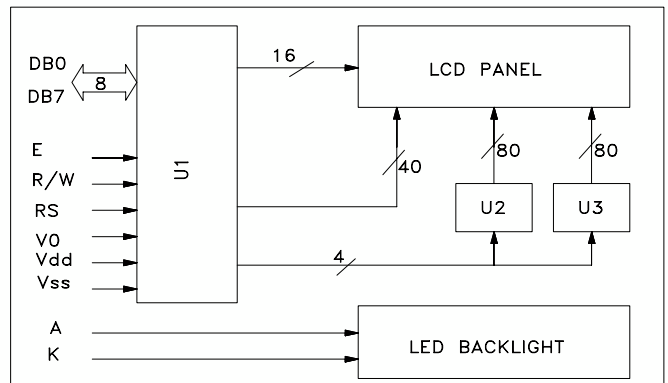 DB0
DB7
8
E
R/W
RS
V0
Vdd
Vss
A
K
U1
16
LCD PANEL
40
80
80
U2
U3
4
LED BACKLIGHT